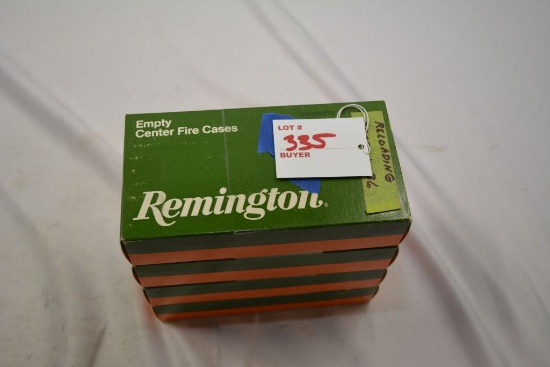 Empty
Center Fire Cases
LOT #
335
BUYER
Remington®
RELOADING